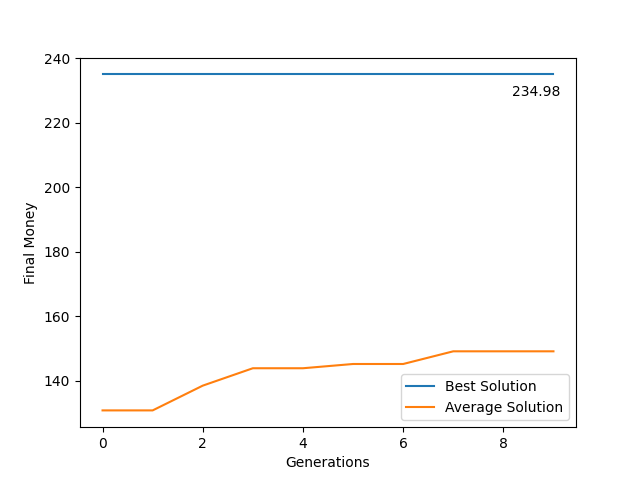 240
220
200
180
160
140
Final Money
234.98
Best Solution
Average Solution
0 2 4 6 8
Generations